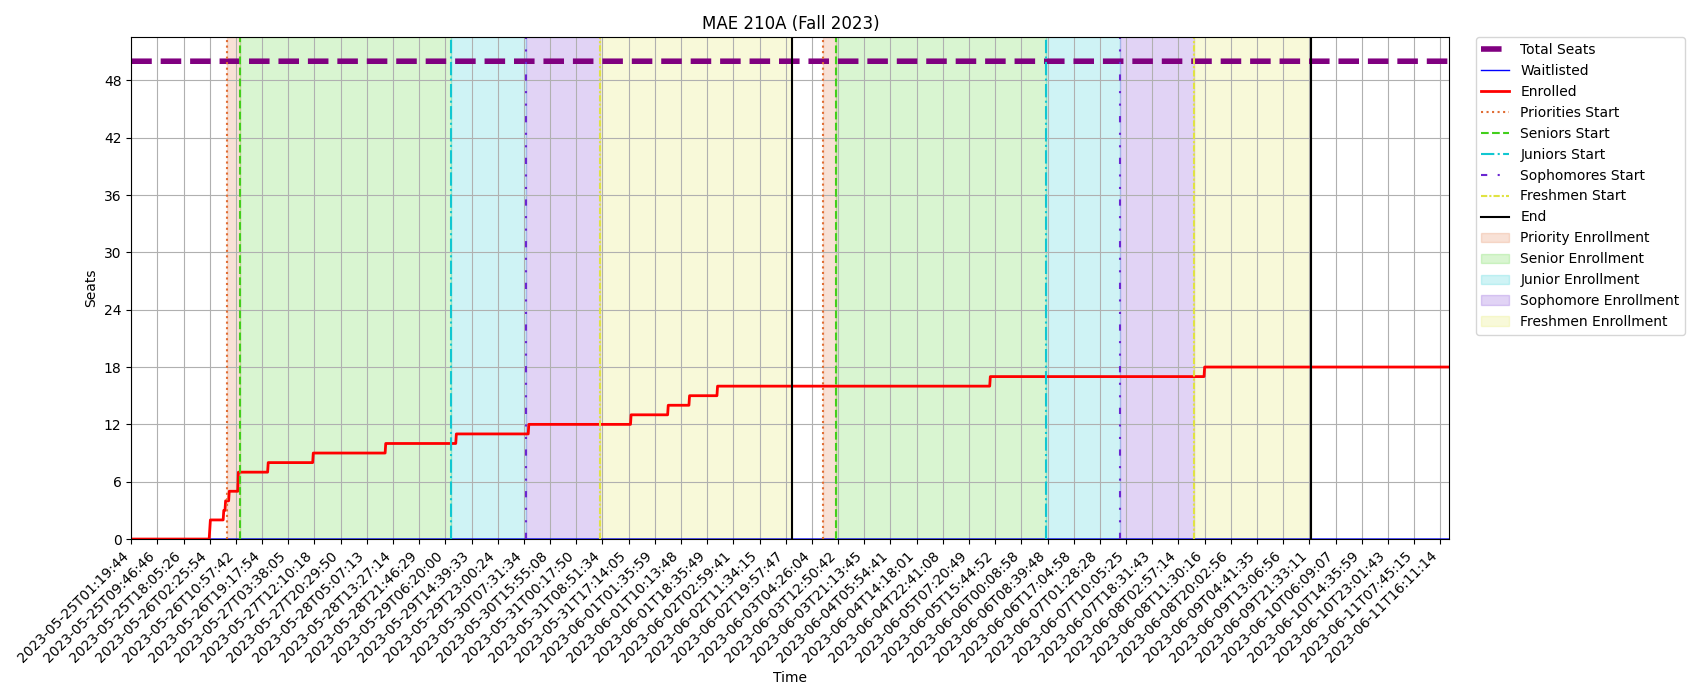 MAE 210A (Fall 2023)
Seats
48
42
36
30
24
18
12
6
0
2023-05-25T01:19:44
2023-05-25T09:46:46
2023-05-25T18:05:26
2023-05-26T02:25:54
2023-05-26T10:57:42
2023-05-26T19:17:54
2023-05-27T03:38:05
2023-05-27T12:10:18
2023-05-27T20:29:50
2023-05-28T05:07:13
2023-05-28T13:27:14
2023-05-28T21:46:29
2023-05-29T06:20:00
2023-05-29T14:39:33
2023-05-29T23:00:24
2023-05-30T07:31:34
2023-05-30T15:55:08
2023-05-31T00:17:50
2023-05-31T08:51:34
2023-05-31T17:14:05
2023-06-01T01:35:59
2023-06-01T10:13:48
2023-06-01T18:35:49
2023-06-02T02:59:41
2023-06-02T11:34:15
2023-06-02T19:57:47
2023-06-03T04:26:04
2023-06-03T12:50:42
2023-06-03T21:13:45
2023-06-04T05:54:41
2023-06-04T14:18:01
2023-06-04T22:41:08
2023-06-05T07:20:49
2023-06-05T15:44:52
2023-06-06T00:08:58
2023-06-06T08:39:48
2023-06-06T17:04:58
2023-06-07T01:28:28
2023-06-07T10:05:25
2023-06-07T18:31:43
2023-06-08T02:57:14
2023-06-08T11:30:16
2023-06-08T20:02:56
2023-06-09T04:41:35
2023-06-09T13:06:56
2023-06-09T21:33:11
2023-06-10T06:09:07
2023-06-10T14:35:59
2023-06-10T23:01:43
2023-06-11T07:45:15
2023-06-11T16:11:14
Time
Total Seats
Waitlisted
Enrolled
Priorities Start
Seniors Start
Juniors Start
Sophomores Start
Freshmen Start
End
Priority Enrollment
Senior Enrollment
Junior Enrollment
Sophomore Enrollment
Freshmen Enrollment